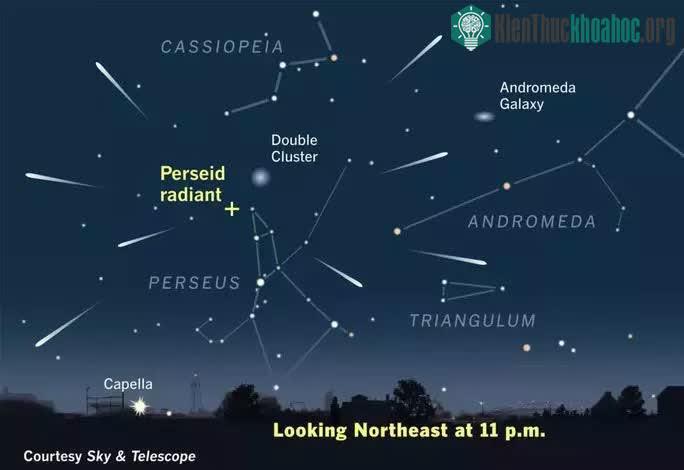 KienThuckhoahoc.org
CASSIOPEIA
Andromeda
Galaxy
Double
Cluster
Perseid
radiant
ANDROMEDA
PERSEUS
TRIANGULUM
Capella
Looking Northeast at 11 p.m.
Courtesy Sky & Telescope